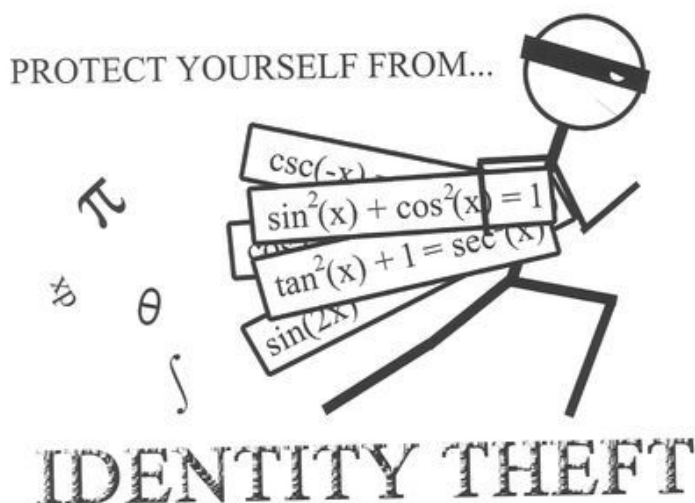 PROTECT YOURSELF FROM...
csc(-x)
sin²(x) + cos²(x) = 1
tan²(x) + 1 = sec²(x)
sin(2x)
π
dx
θ
∫
IDENTITY THEFT